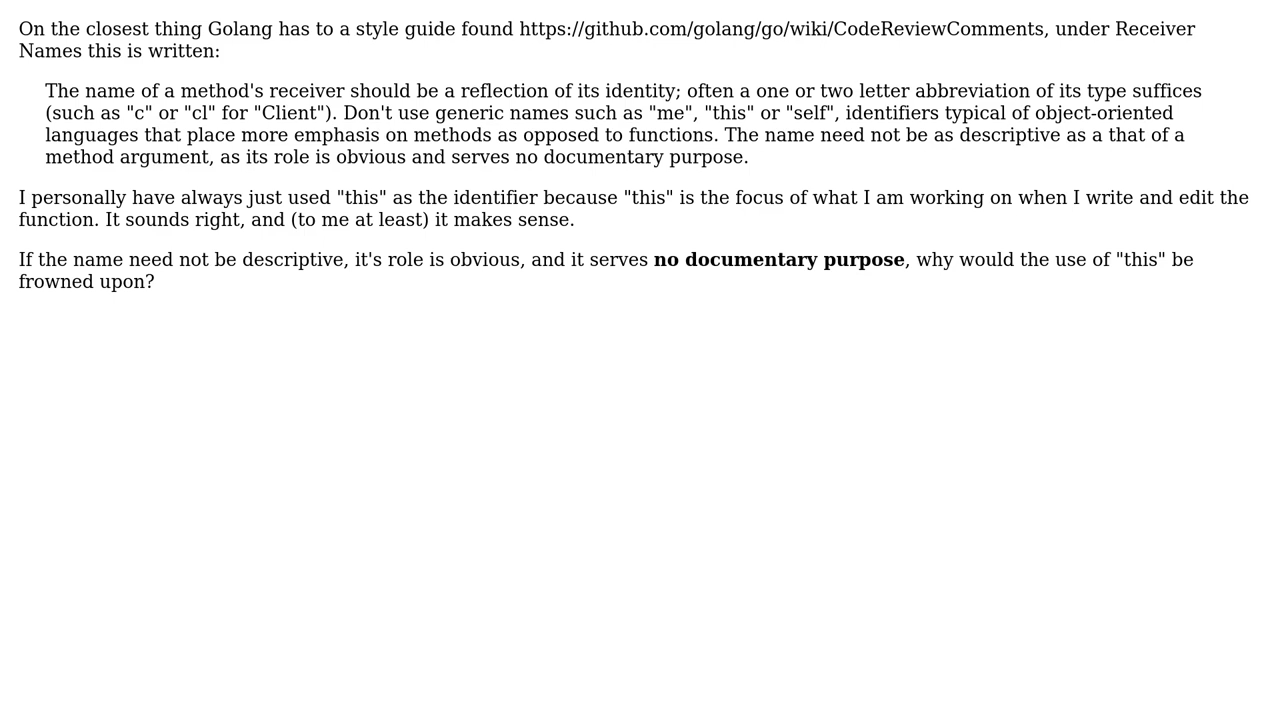 On the closest thing Golang has to a style guide found https://github.com/golang/go/wiki/CodeReviewComments, under Receiver
Names this is written:
The name of a method's receiver should be a reflection of its identity; often a one or two letter abbreviation of its type suffices
(such as "c" or "cl" for "Client"). Don't use generic names such as "me", "this" or "self", identifiers typical of object-oriented
languages that place more emphasis on methods as opposed to functions. The name need not be as descriptive as a that of a
method argument, as its role is obvious and serves no documentary purpose.
I personally have always just used "this" as the identifier because "this" is the focus of what I am working on when I write and edit the
function. It sounds right, and (to me at least) it makes sense.
If the name need not be descriptive, it's role is obvious, and it serves no documentary purpose, why would the use of "this" be
frowned upon?